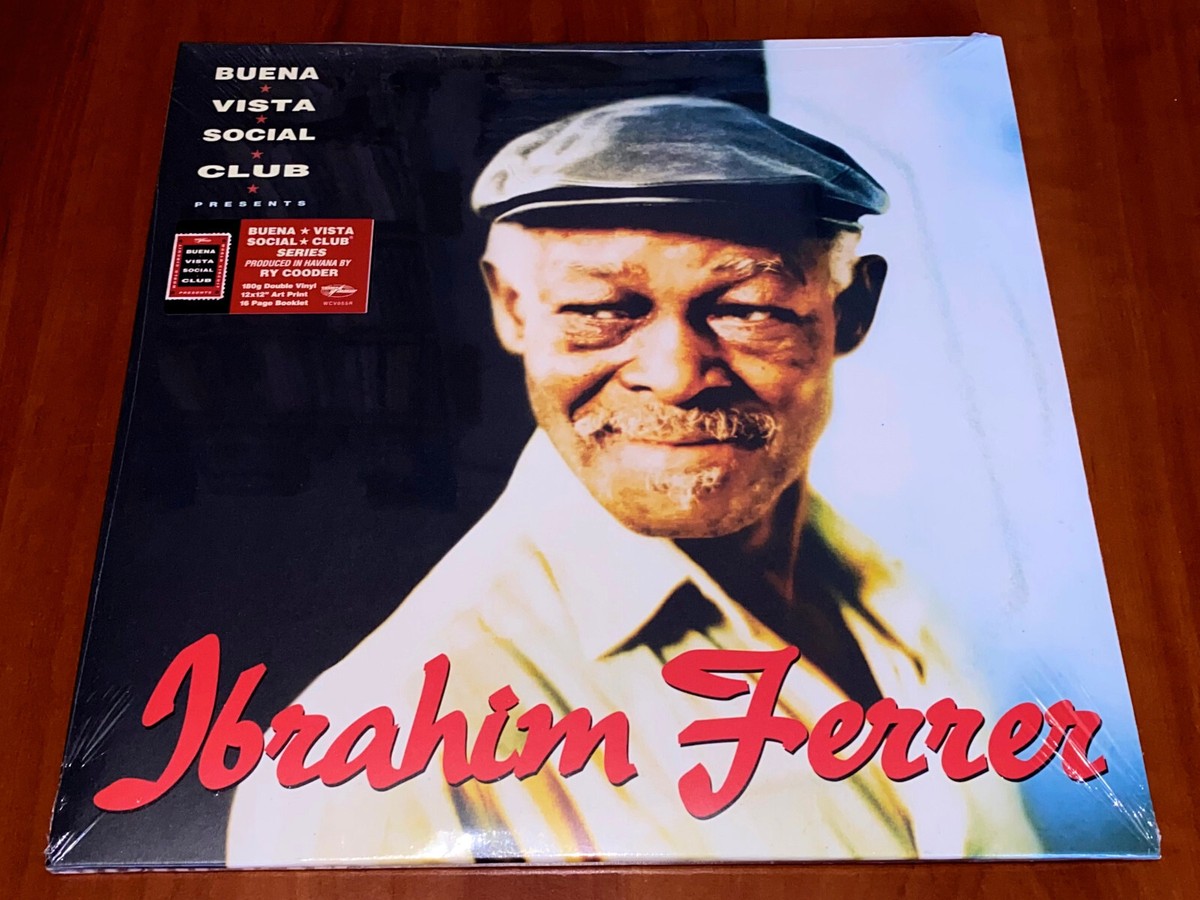 BUENA
VISTA
SOCIAL
CLUB
PRESENTS
BUENA
VISTA
SOCIAL
CLUB
PRESENTS
BUENA ★ VISTA
SOCIAL ★ CLUB®
SERIES
PRODUCED IN HAVANA BY
RY COODER
180g Double Vinyl
12x12" Art Print
16 Page Booklet
Ibrahim Ferrer